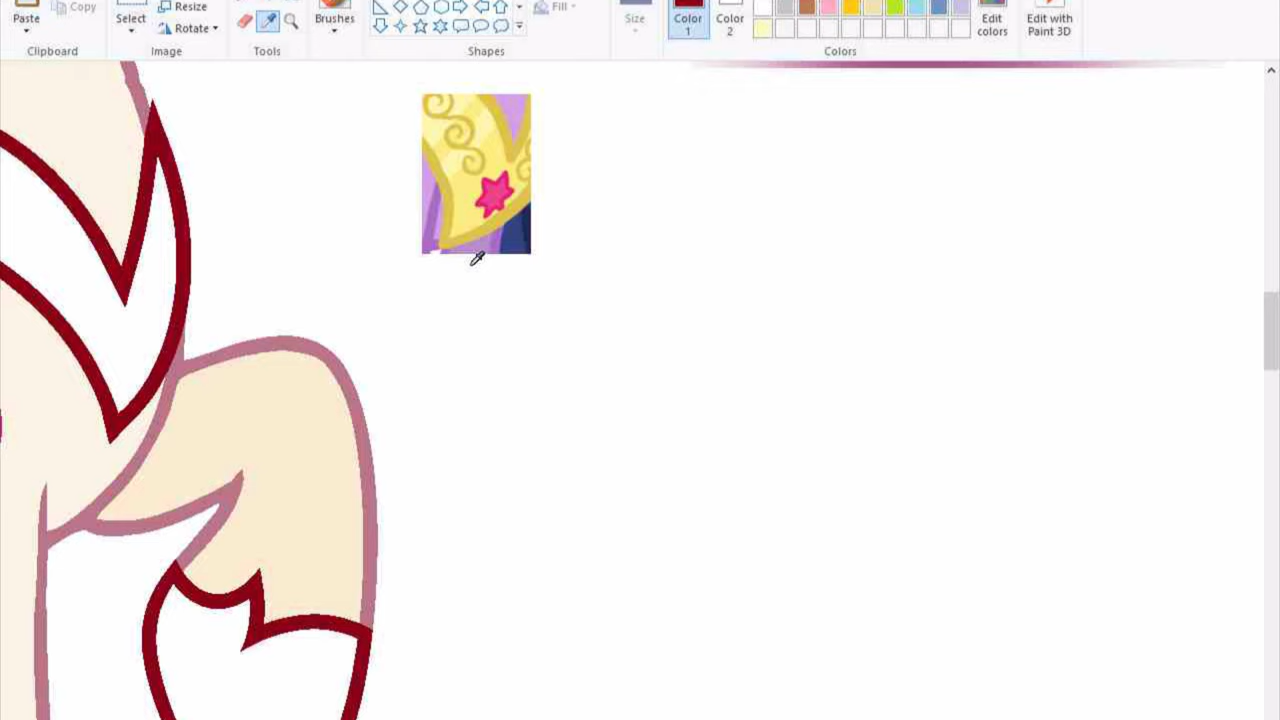 Paste
Copy
Select
Resize
Rotate
Brushes
Fill
Size
Color
1
Color
2
Edit
colors
Edit with
Paint 3D
Clipboard
Image
Tools
Shapes
Colors